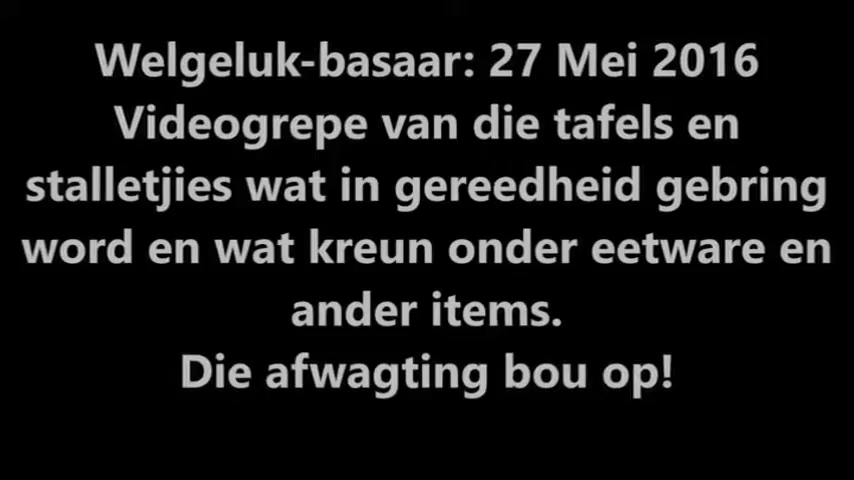 Welgeluk-basaar: 27 Mei 2016
Videogrepe van die tafels en
stalletjies wat in gereedheid gebring
word en wat kreun onder eetware en
ander items.
Die afwagting bou op!